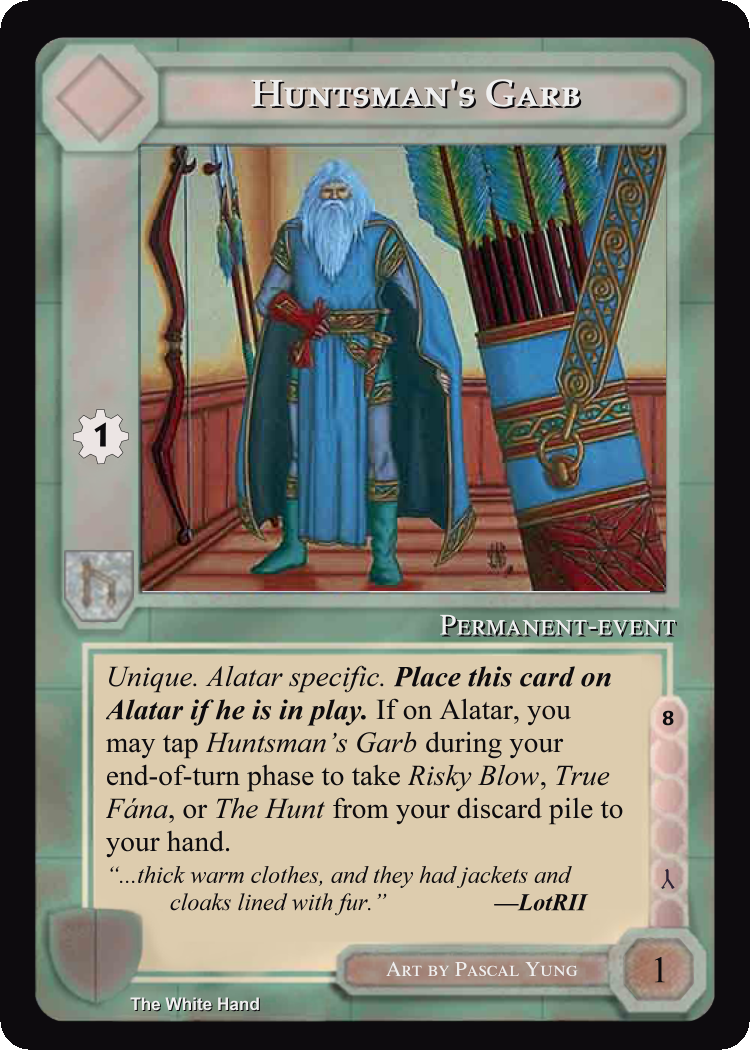 Huntsman's Garb
1
Permanent-event
Unique. Alatar specific. Place this card on
Alatar if he is in play. If on Alatar, you
may tap Huntsman’s Garb during your
end-of-turn phase to take Risky Blow, True
Fána, or The Hunt from your discard pile to
your hand.
“...thick warm clothes, and they had jackets and
cloaks lined with fur.” —LotRII
8
Art by Pascal Yung
1
The White Hand